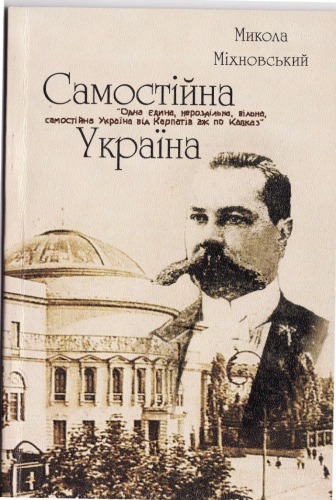 Микола
Міхновський
Самостійна
"Одна єдина, нероздільна, вільна,
самостійна Україна від Карпатів аж по Кавказ"
Україна